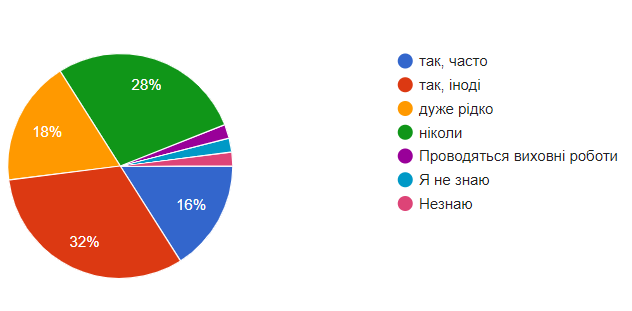 28%
18%
32%
16%
так, часто
так, іноді
дуже рідко
ніколи
Проводяться виховні роботи
Я не знаю
Незнаю